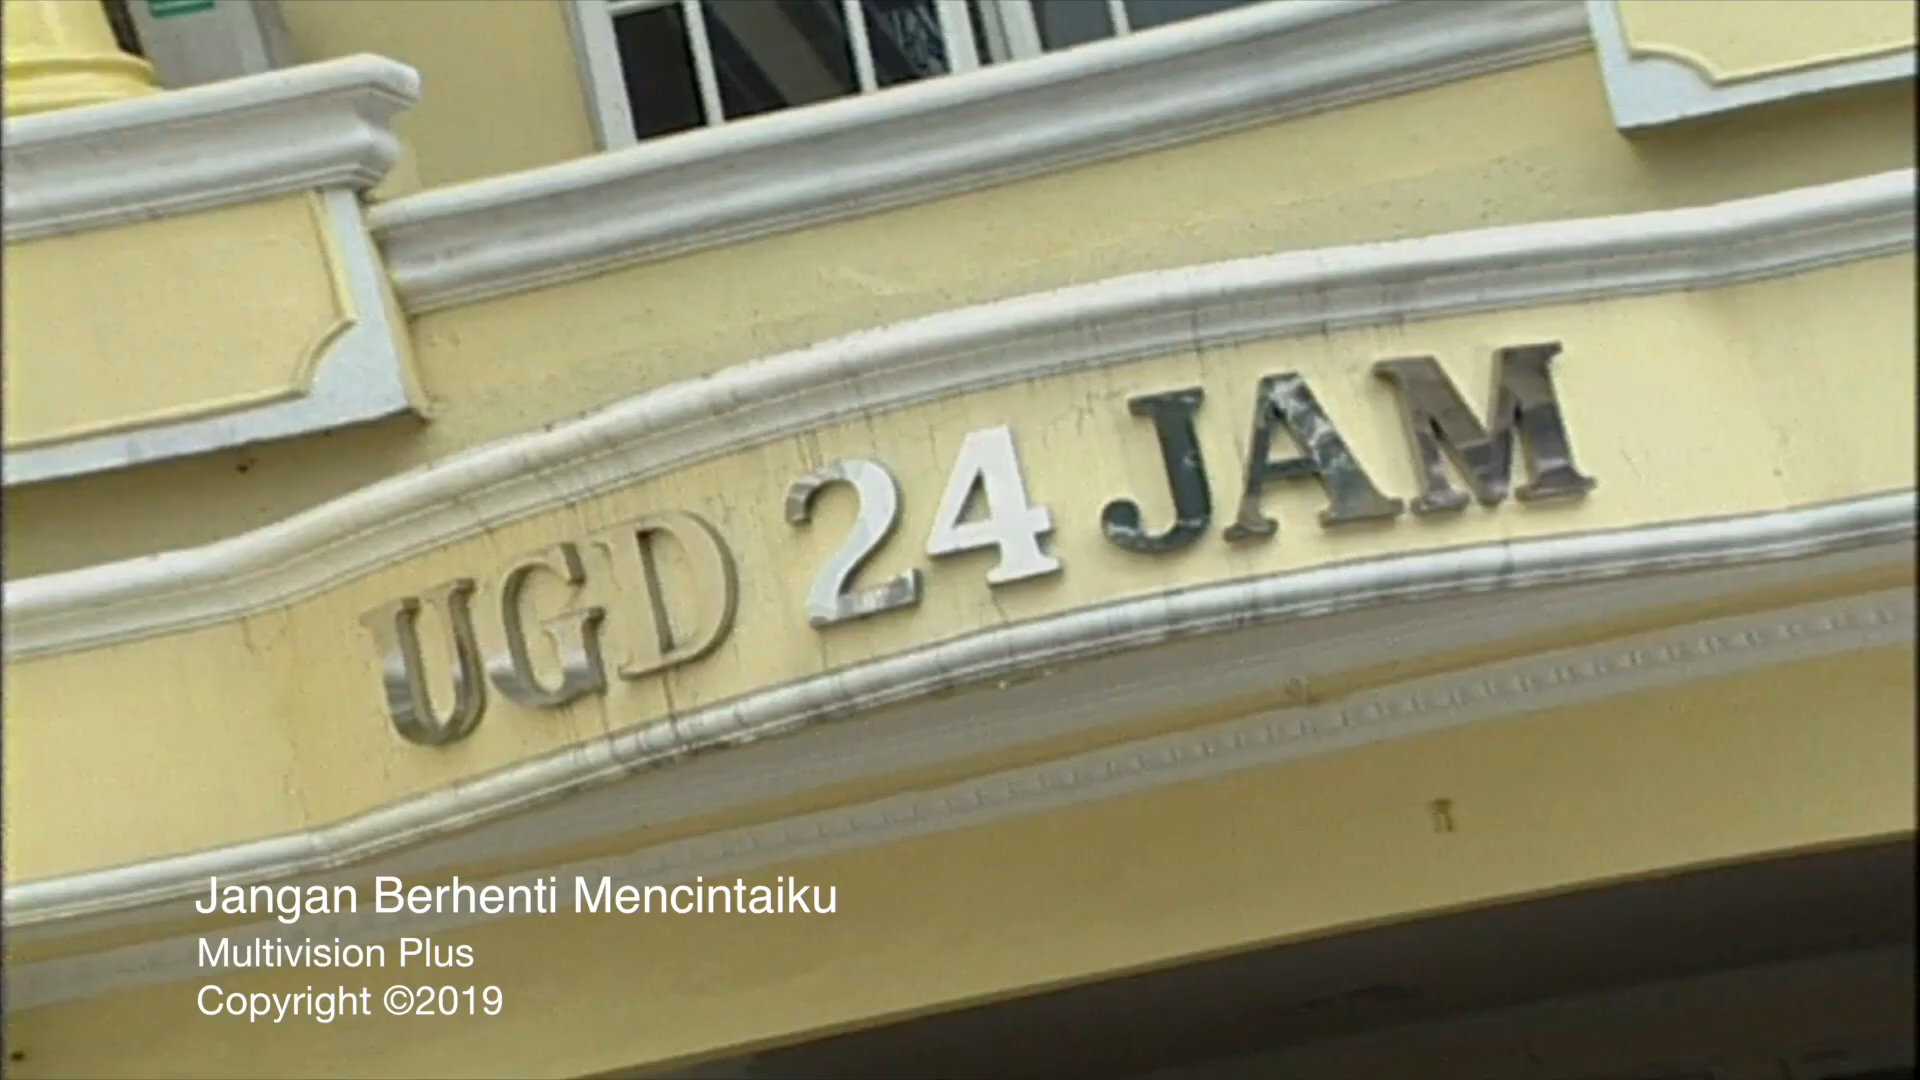 UGD 24 JAM
Jangan Berhenti Mencintaiku
Multivision Plus
Copyright ©2019